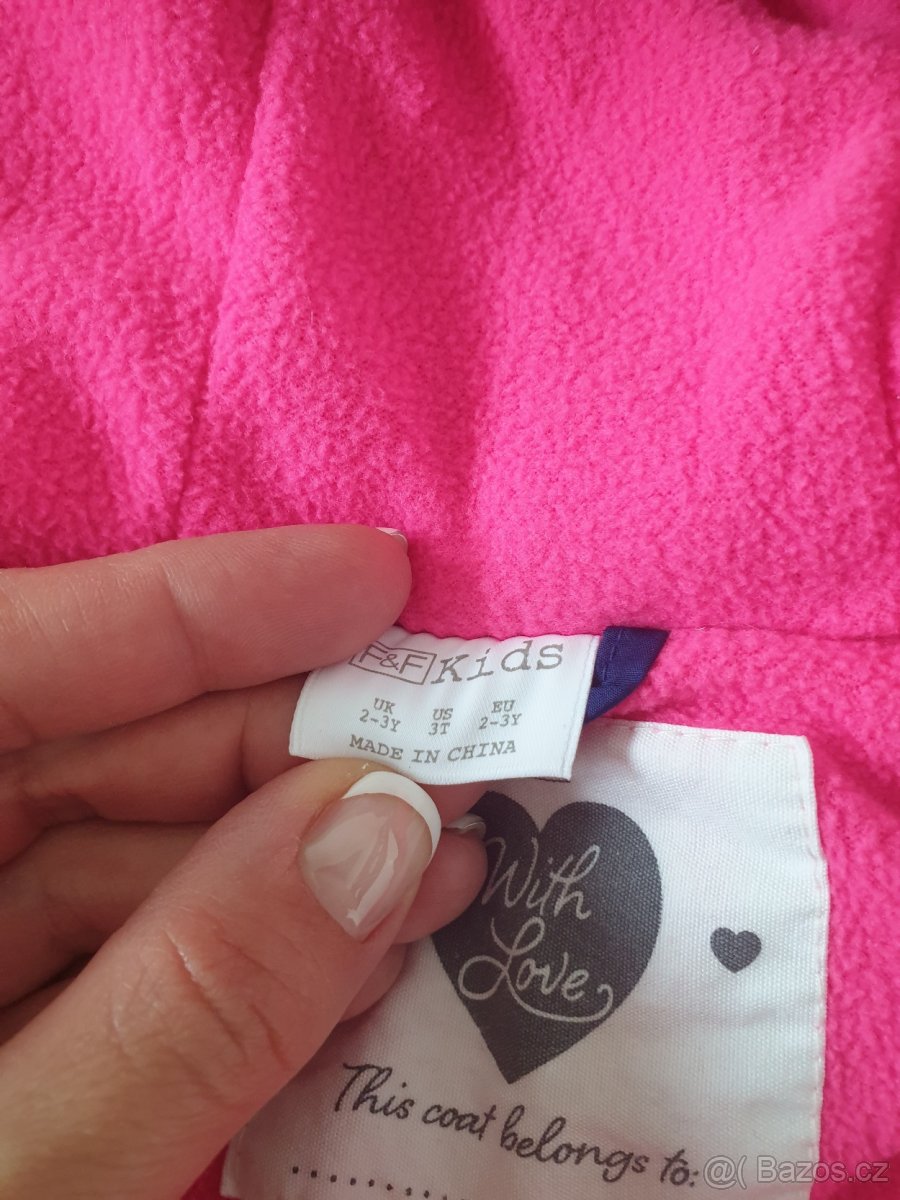 F&F Kids
UK US EU
2-3Y 3T 2-3Y
MADE IN CHINA
With
Love
This coat belongs to:
@( Bazos.cz